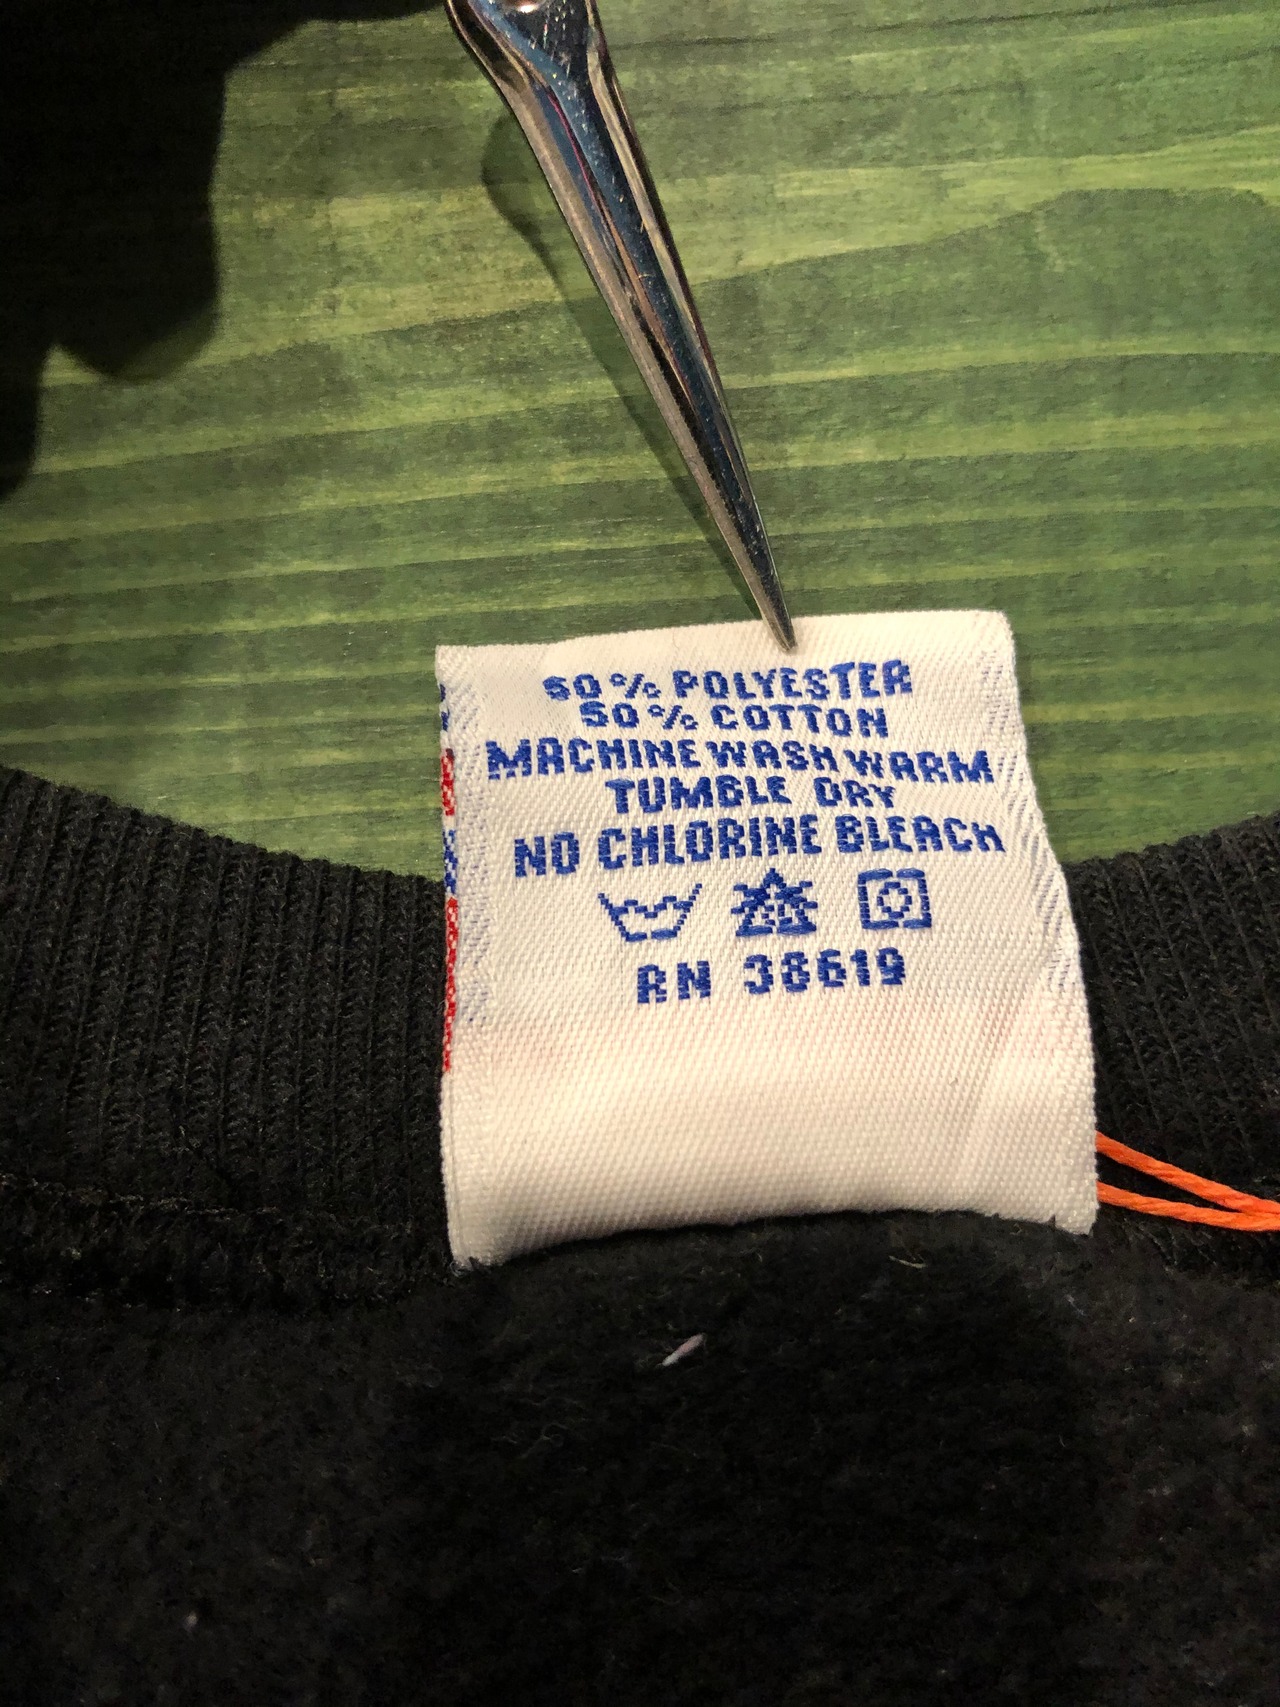 50% POLYESTER
50% COTTON
MACHINE WASH WARM
TUMBLE DRY
NO CHLORINE BLEACH
RN 38619